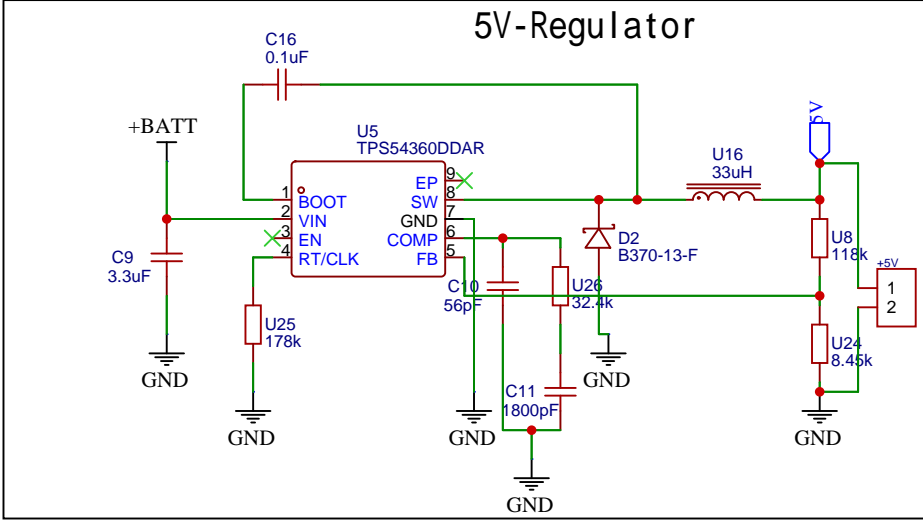 5V-Regulator
C16
0.1uF
+BATT
U5
TPS54360DDAR
1
BOOT
2
VIN
3
EN
4
RT/CLK
9
EP
8
SW
7
GND
6
COMP
5
FB
C9
3.3uF
GND
U25
178k
GND
C10
56pF
U26
32.4k
C11
1800pF
GND
GND
D2
B370-13-F
GND
U16
33uH
5V
U8
118k
+5V
1
2
U24
8.45k
GND